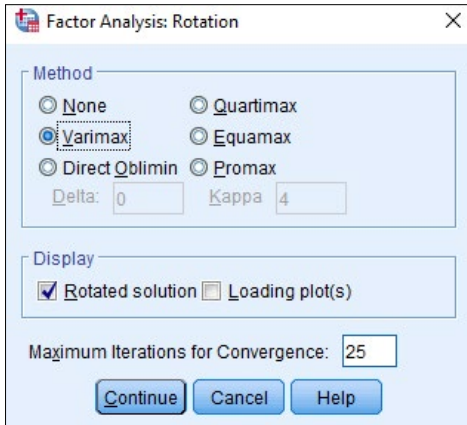 Factor Analysis: Rotation
Method
None
Quartimax
Varimax
Equamax
Direct Oblimin
Promax
Delta: 0
Kappa 4
Display
Rotated solution
Loading plot(s)
Maximum Iterations for Convergence: 25
Continue
Cancel
Help